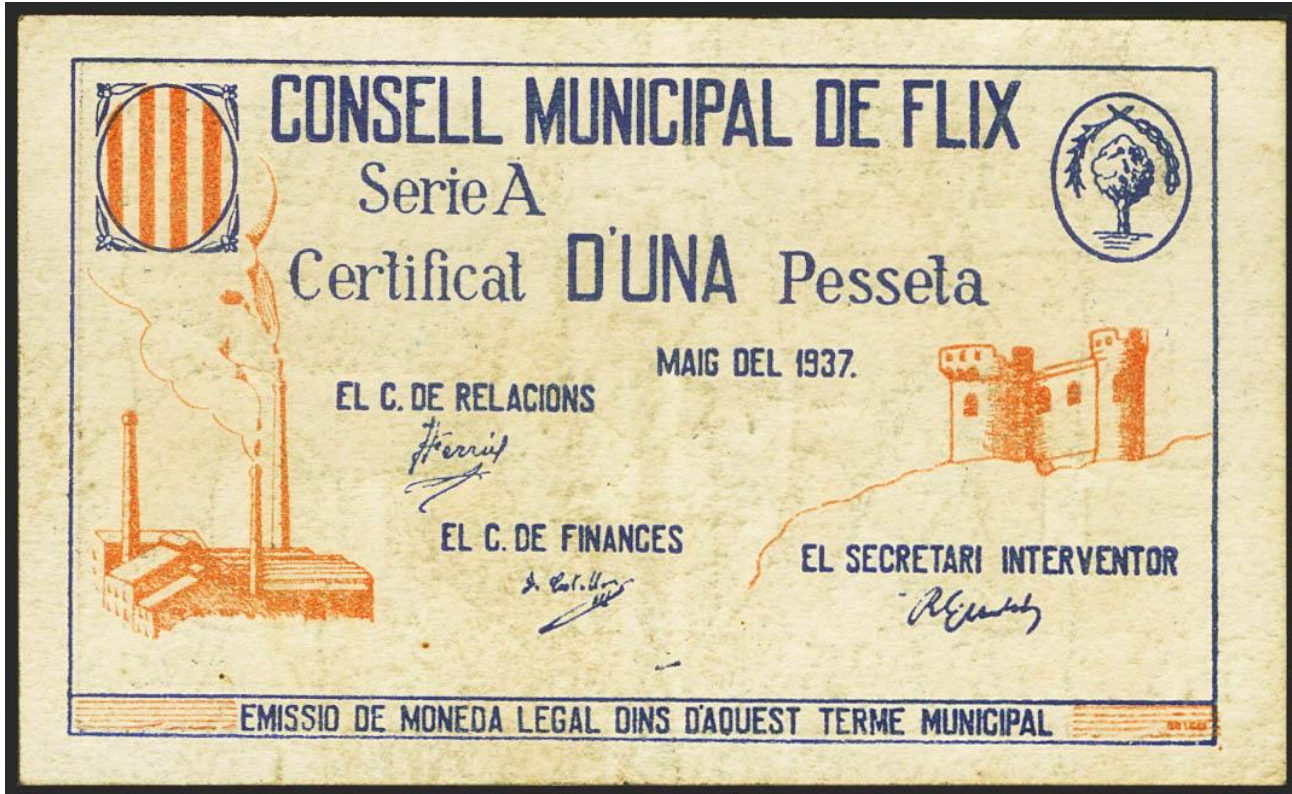 CONSELL MUNICIPAL DE FLIX
Serie A
Certificat D'UNA Pesseta
MAIG DEL 1937.
EL C. DE RELACIONS
EL C. DE FINANCES
EL SECRETARI INTERVENTOR
EMISSIO DE MONEDA LEGAL DINS D'AQUEST TERME MUNICIPAL